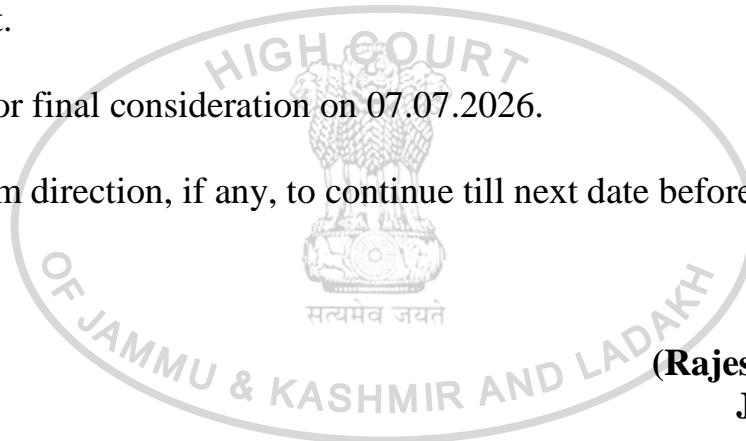 t.
HIGH COURT
or final consideration on 07.07.2026.
m direction, if any, to continue till next date before
सत्यमेव जयते
OF JAMMU & KASHMIR AND LADAKH
(Rajes
J